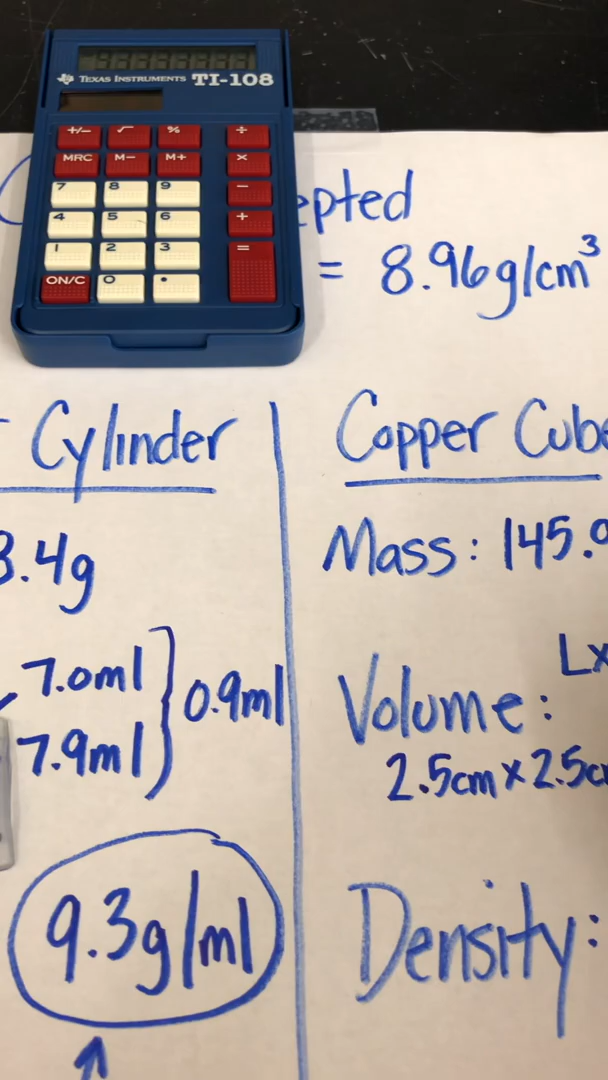 TEXAS INSTRUMENTS TI-108
+/− √ % ÷
MRC M− M+ ×
7 8 9 −
4 5 6 +
1 2 3 =
ON/C 0 .
= 8.96g/cm³
Cylinder
Copper Cube
.4g
Mass: 145.
7.0ml
0.9ml
7.9ml
Volume:
2.5cm x 2.5c
9.3g/ml
Density: